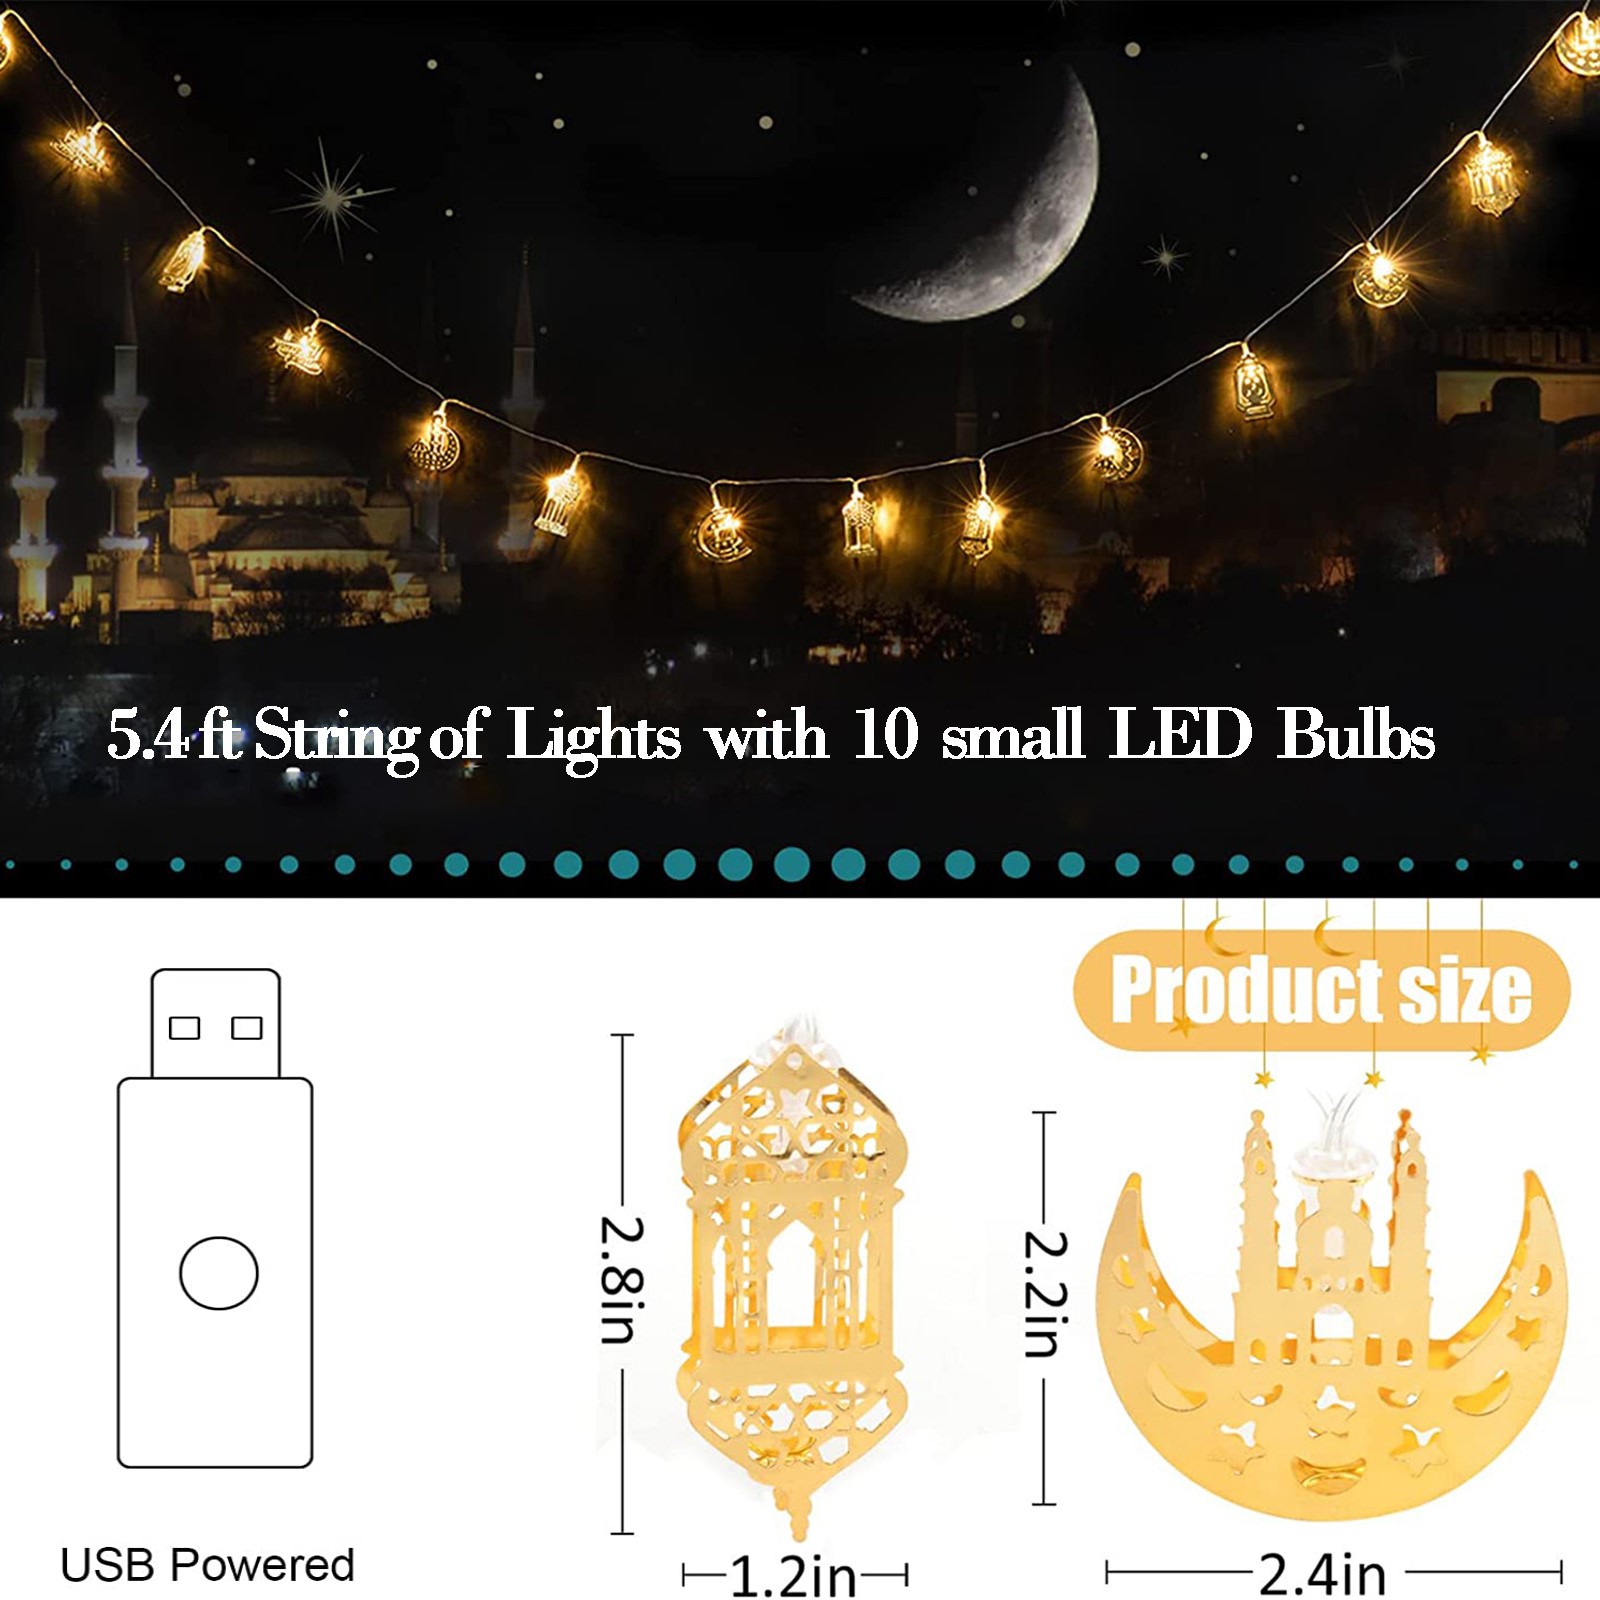 5.4 ft String of Lights with 10 small LED Bulbs
Product size
2.8in
2.2in
USB Powered
1.2in
2.4in